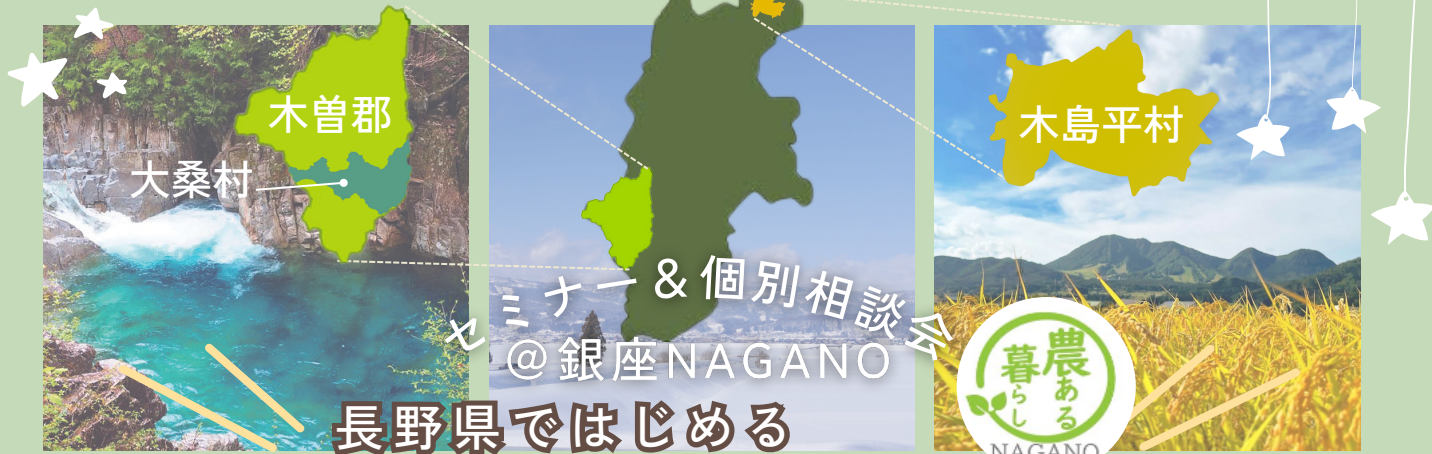 木曽郡
大桑村
木島平村
セミナー＆個別相談会
@銀座NAGANO
長野県ではじめる
農ある
暮らし
NAGANO